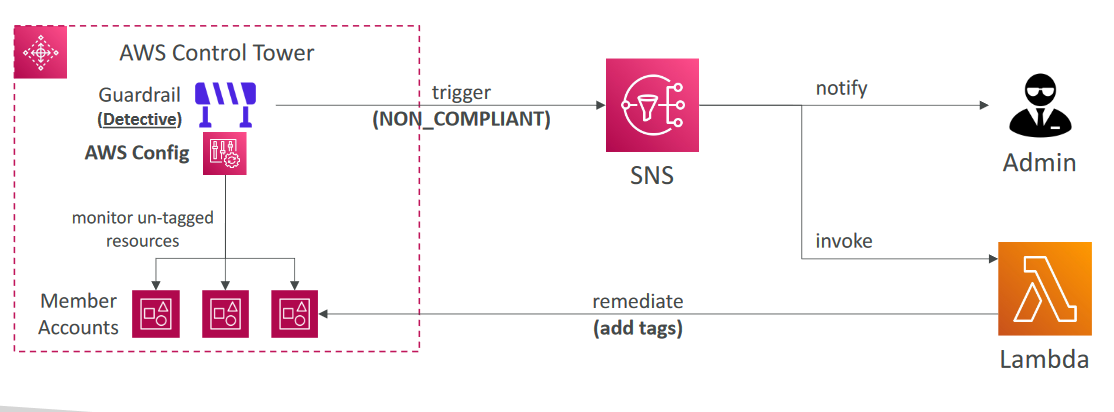 AWS Control Tower
Guardrail
(Detective)
AWS Config
monitor un-tagged
resources
Member
Accounts
trigger
(NON_COMPLIANT)
SNS
notify
Admin
invoke
Lambda
remediate
(add tags)